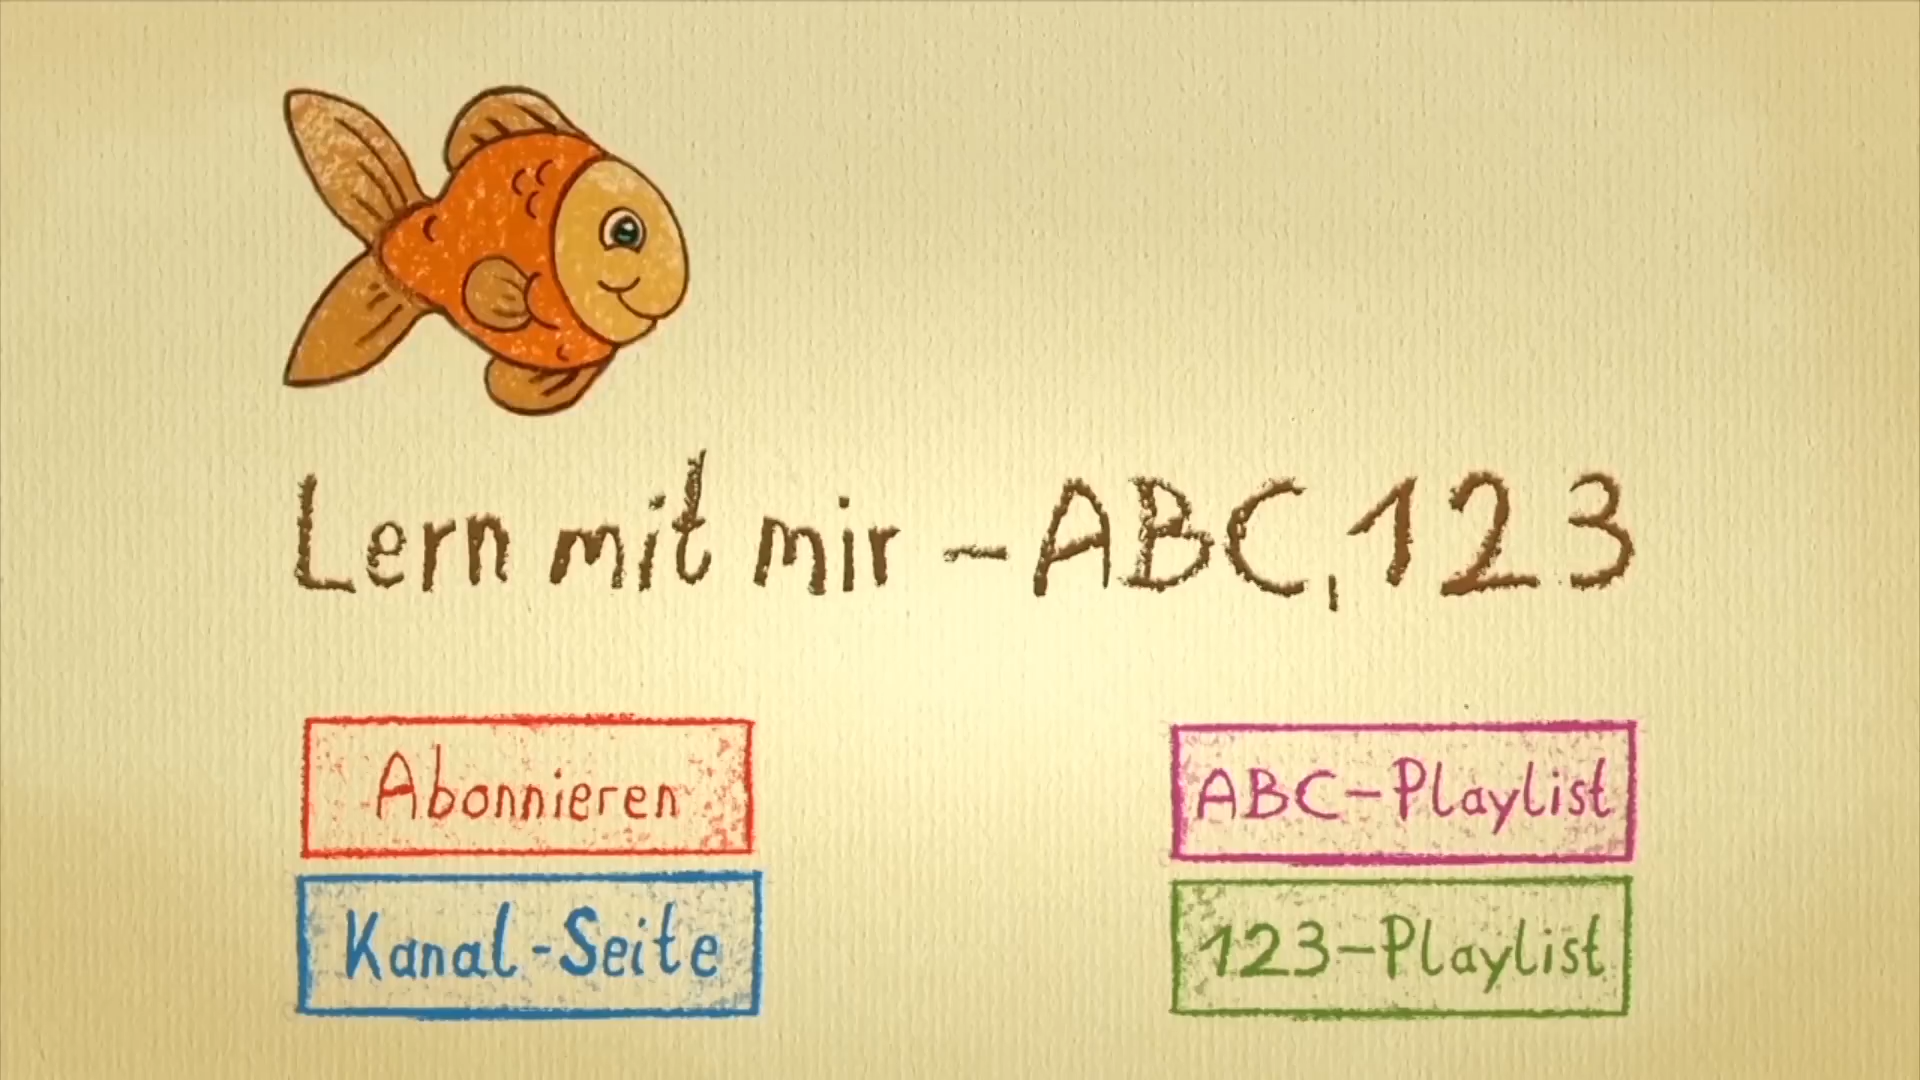 Lern mit mir - ABC, 123
Abonnieren
ABC-Playlist
Kanal-Seite
123-Playlist